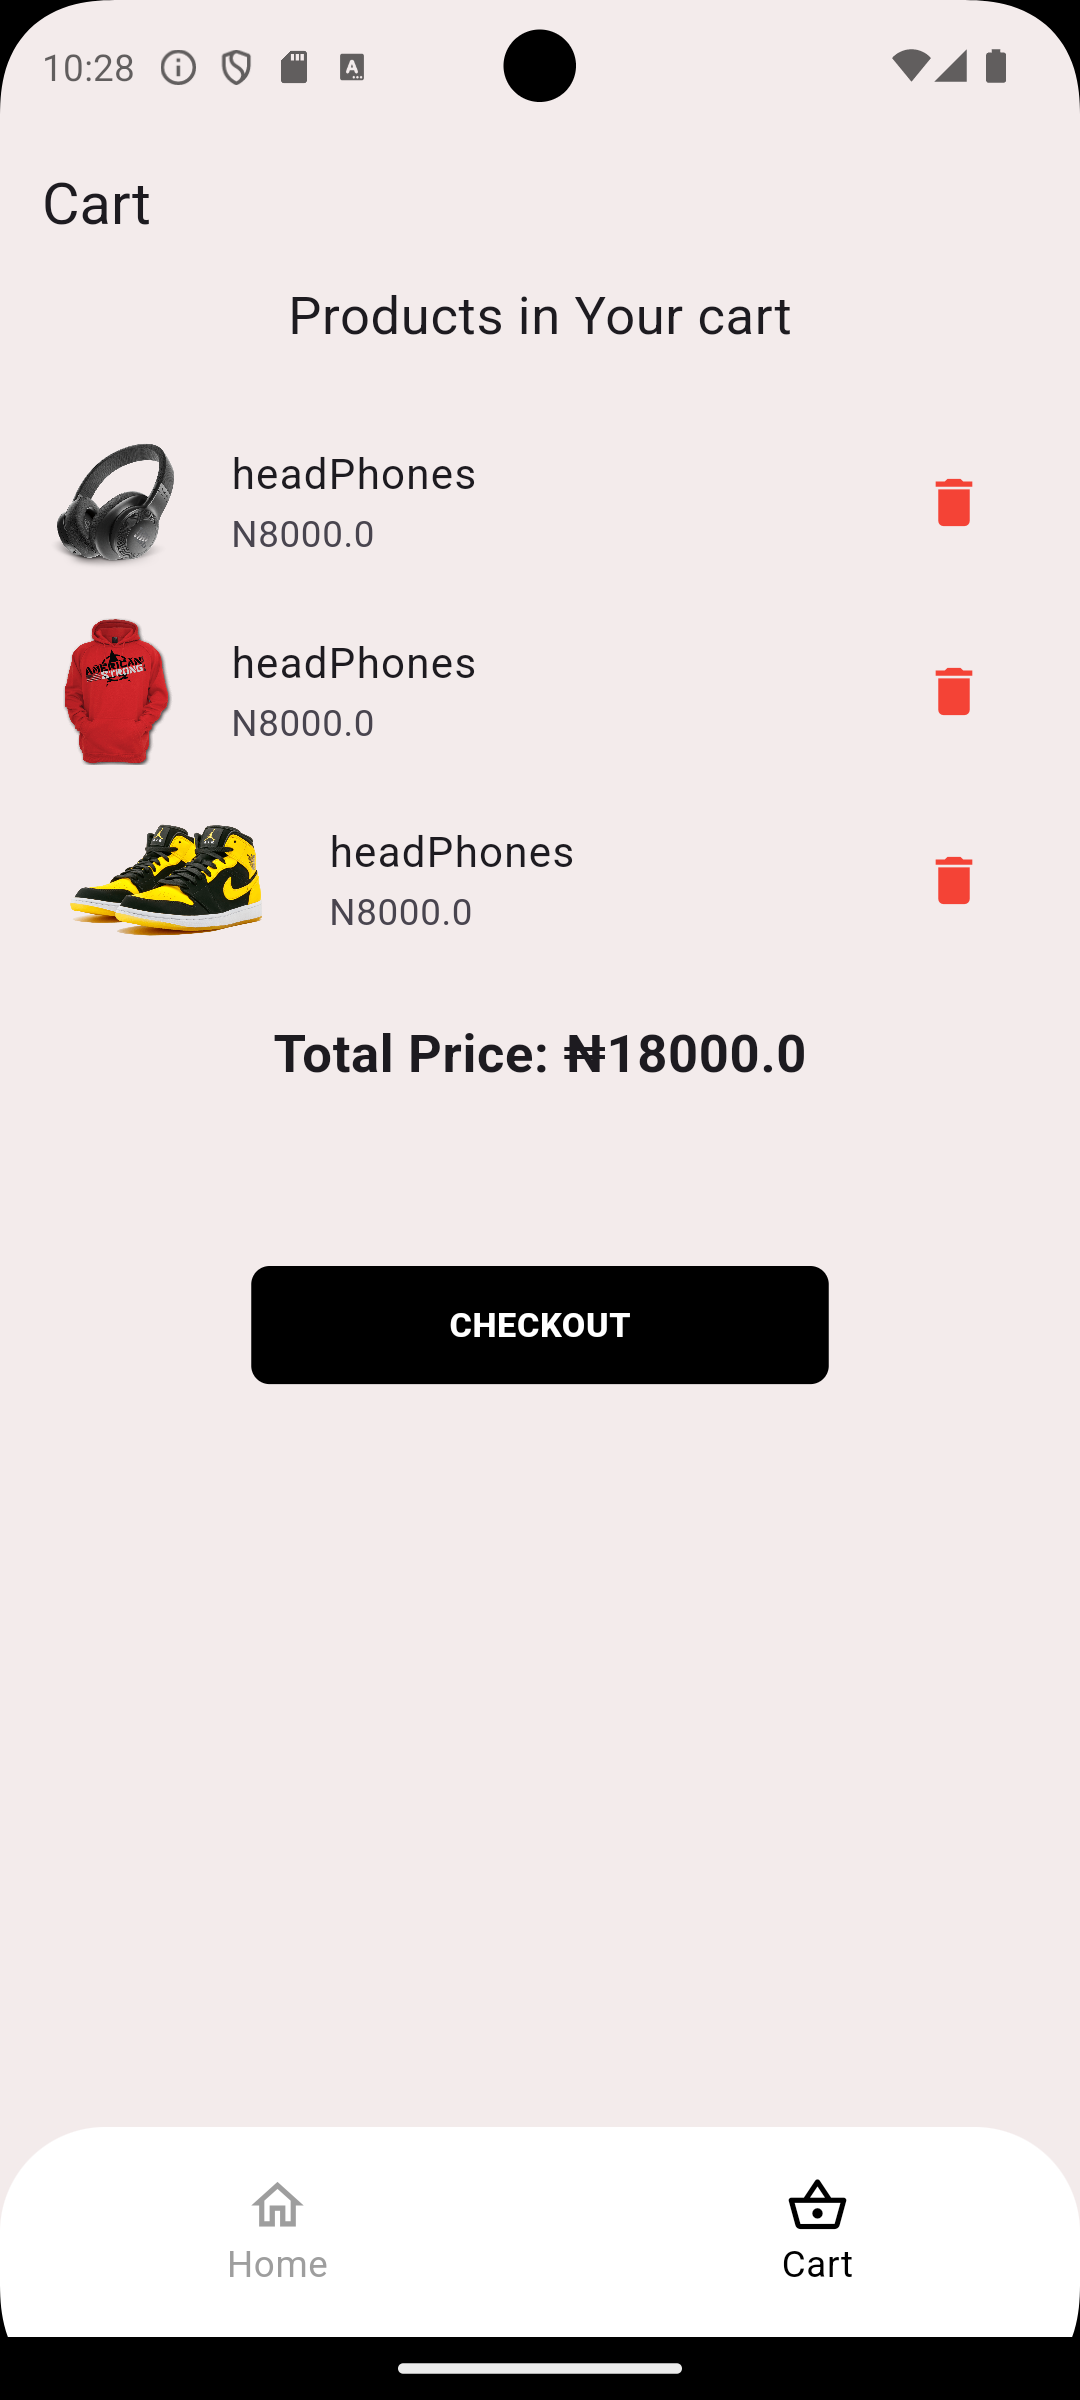 10:28
Cart
Products in Your cart
headPhones
N8000.0
AMERICAN
STRONG
headPhones
N8000.0
headPhones
N8000.0
Total Price: ₦18000.0
CHECKOUT
Home
Cart